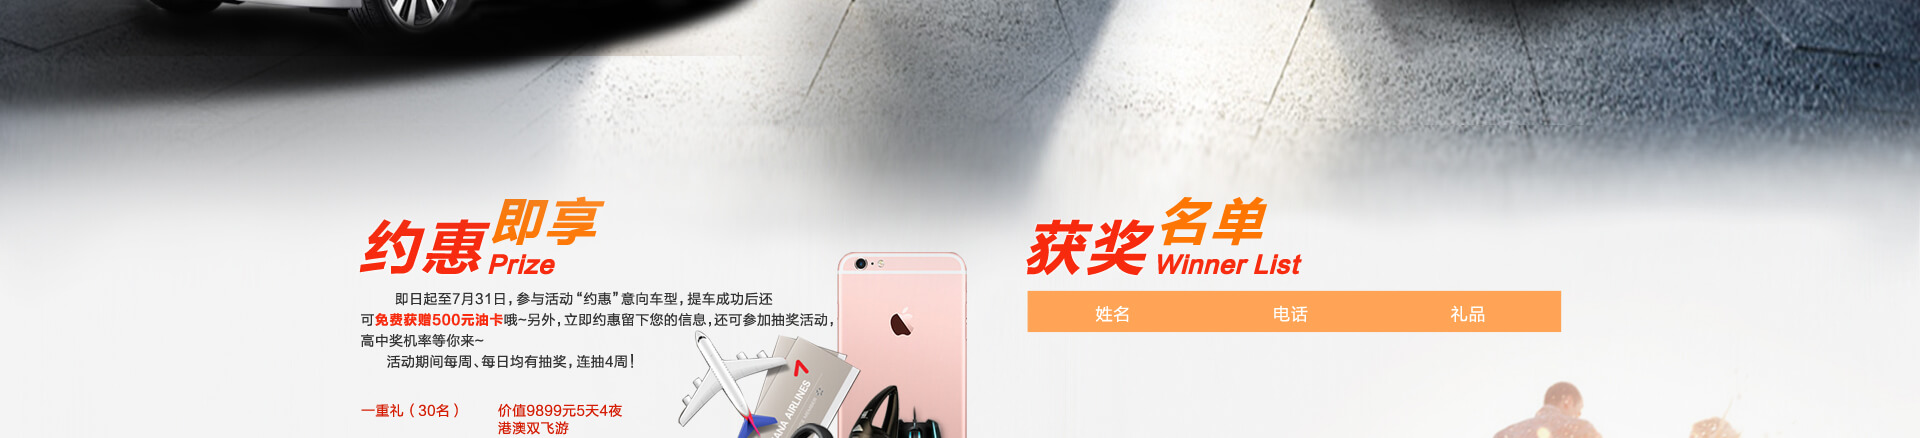 约惠即享
Prize
即日起至7月31日，参与活动“约惠”意向车型，提车成功后还
可免费获赠500元油卡哦~另外，立即约惠留下您的信息，还可参加抽奖活动，
高中奖机率等你来~
活动期间每周、每日均有抽奖，连抽4周！
一重礼（30名）
价值9899元5天4夜
港澳双飞游
ANA AIRLINES
获奖名单
Winner List
姓名 电话 礼品